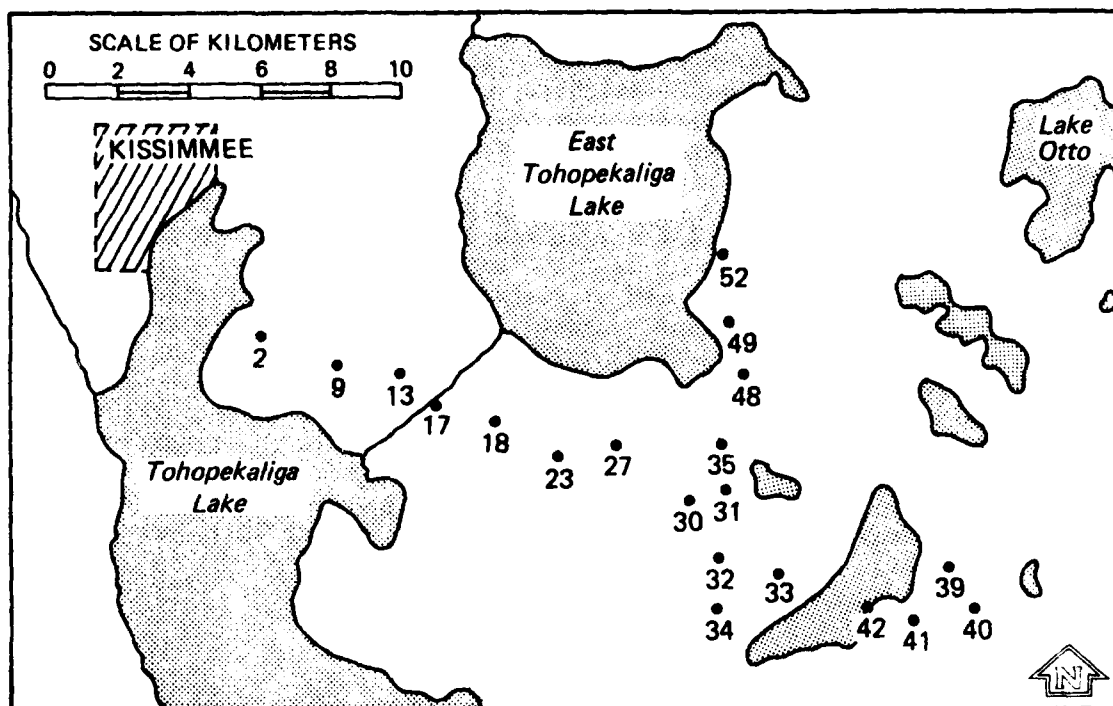 SCALE OF KILOMETERS
0 2 4 6 8 10
KISSIMMEE
East
Tohopekaliga
Lake
Lake
Otto
52
2
49
9
13
48
17
18
23
27
35
Tohopekaliga
Lake
30
31
32
33
39
34
42
41
40
N